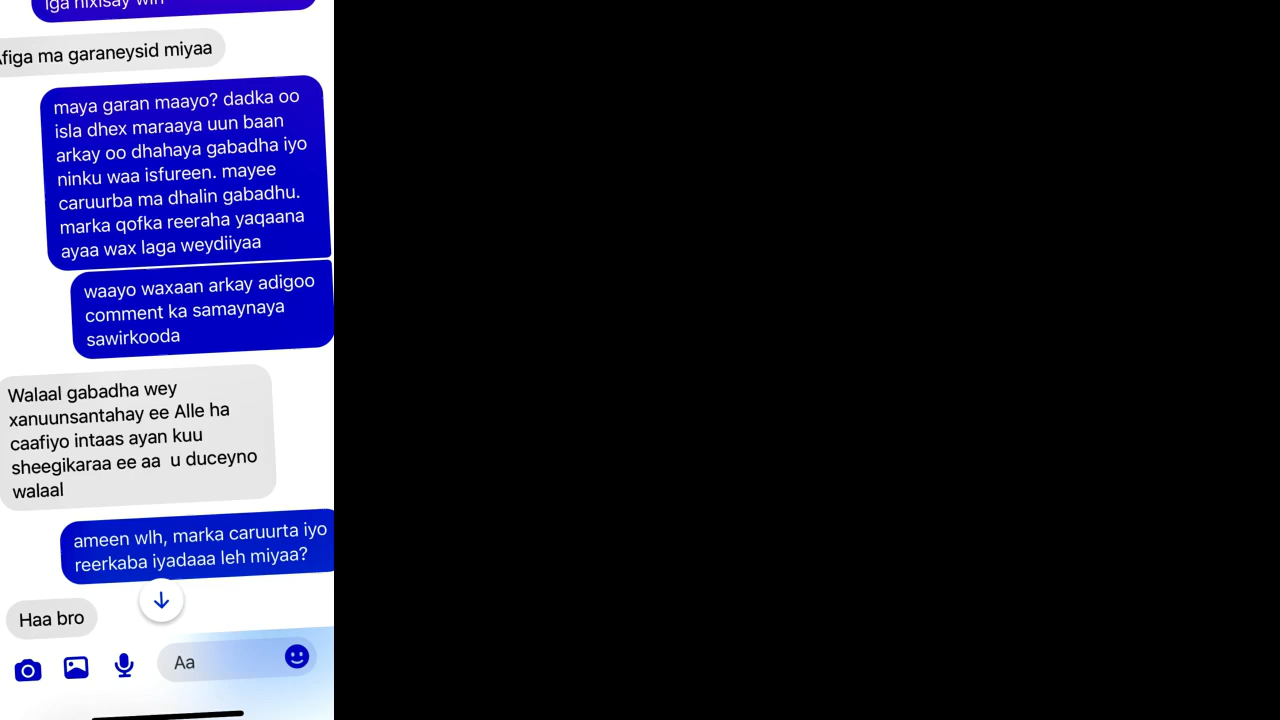 iga nixisay wlh
Afiga ma garaneysid miyaa
maya garan maayo? dadka oo
isla dhex maraaya uun baan
arkay oo dhahaya gabadha iyo
ninku waa isfureen. mayee
caruurba ma dhalin gabadhu.
marka qofka reeraha yaqaana
ayaa wax laga weydiiyaa
waayo waxaan arkay adigoo
comment ka samaynaya
sawirkooda
Walaal gabadha wey
xanuunsantahay ee Alle ha
caafiyo intaas ayan kuu
sheegikaraa ee aa u duceyno
walaal
ameen wlh, marka caruurta iyo
reerkaba iyadaaa leh miyaa?
Haa bro
Aa